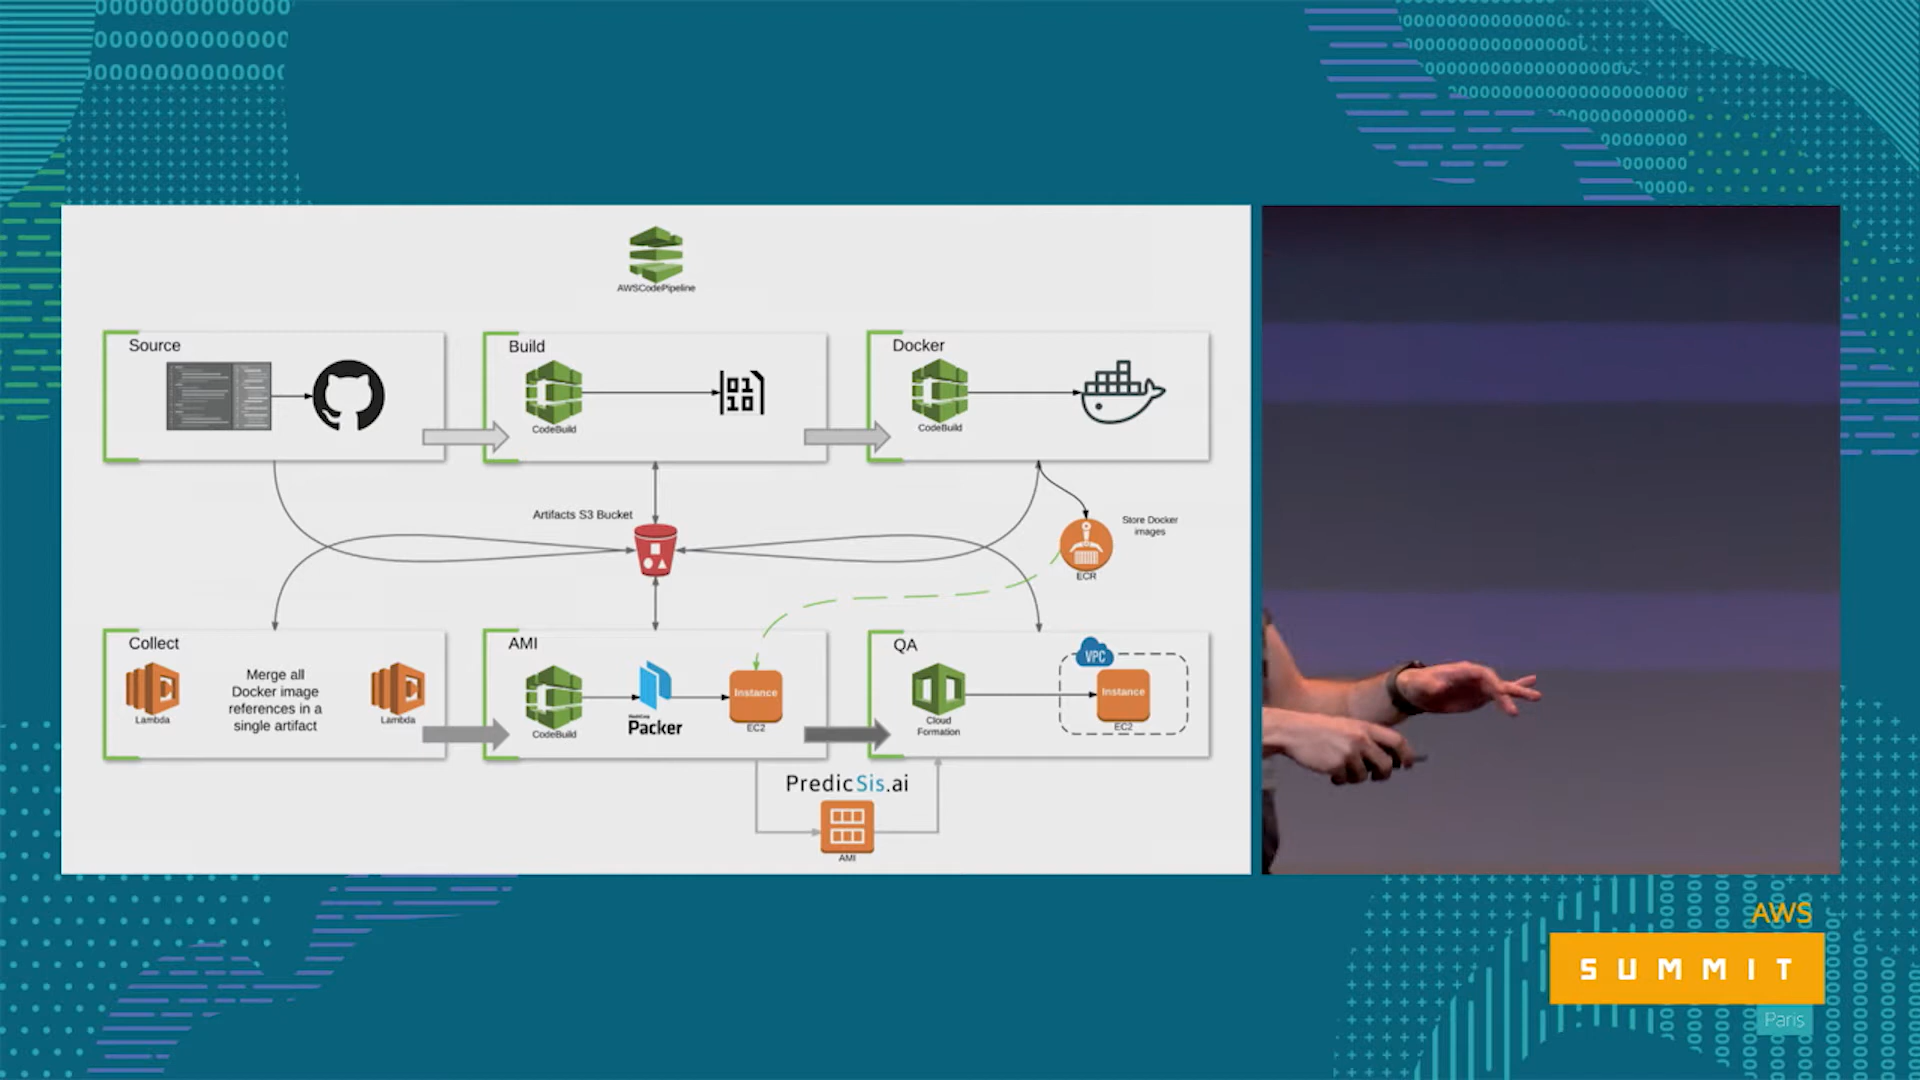 AWSCodePipeline
Source
Build
CodeBuild
01
10
Docker
CodeBuild
Artifacts S3 Bucket
Store Docker
images
ECR
Collect
Lambda
Merge all
Docker image
references in a
single artifact
Lambda
AMI
CodeBuild
Packer
Instance
EC2
QA
Cloud
Formation
VPC
Instance
EC2
PredicSis.ai
AMI
AWS
SUMMIT
Paris